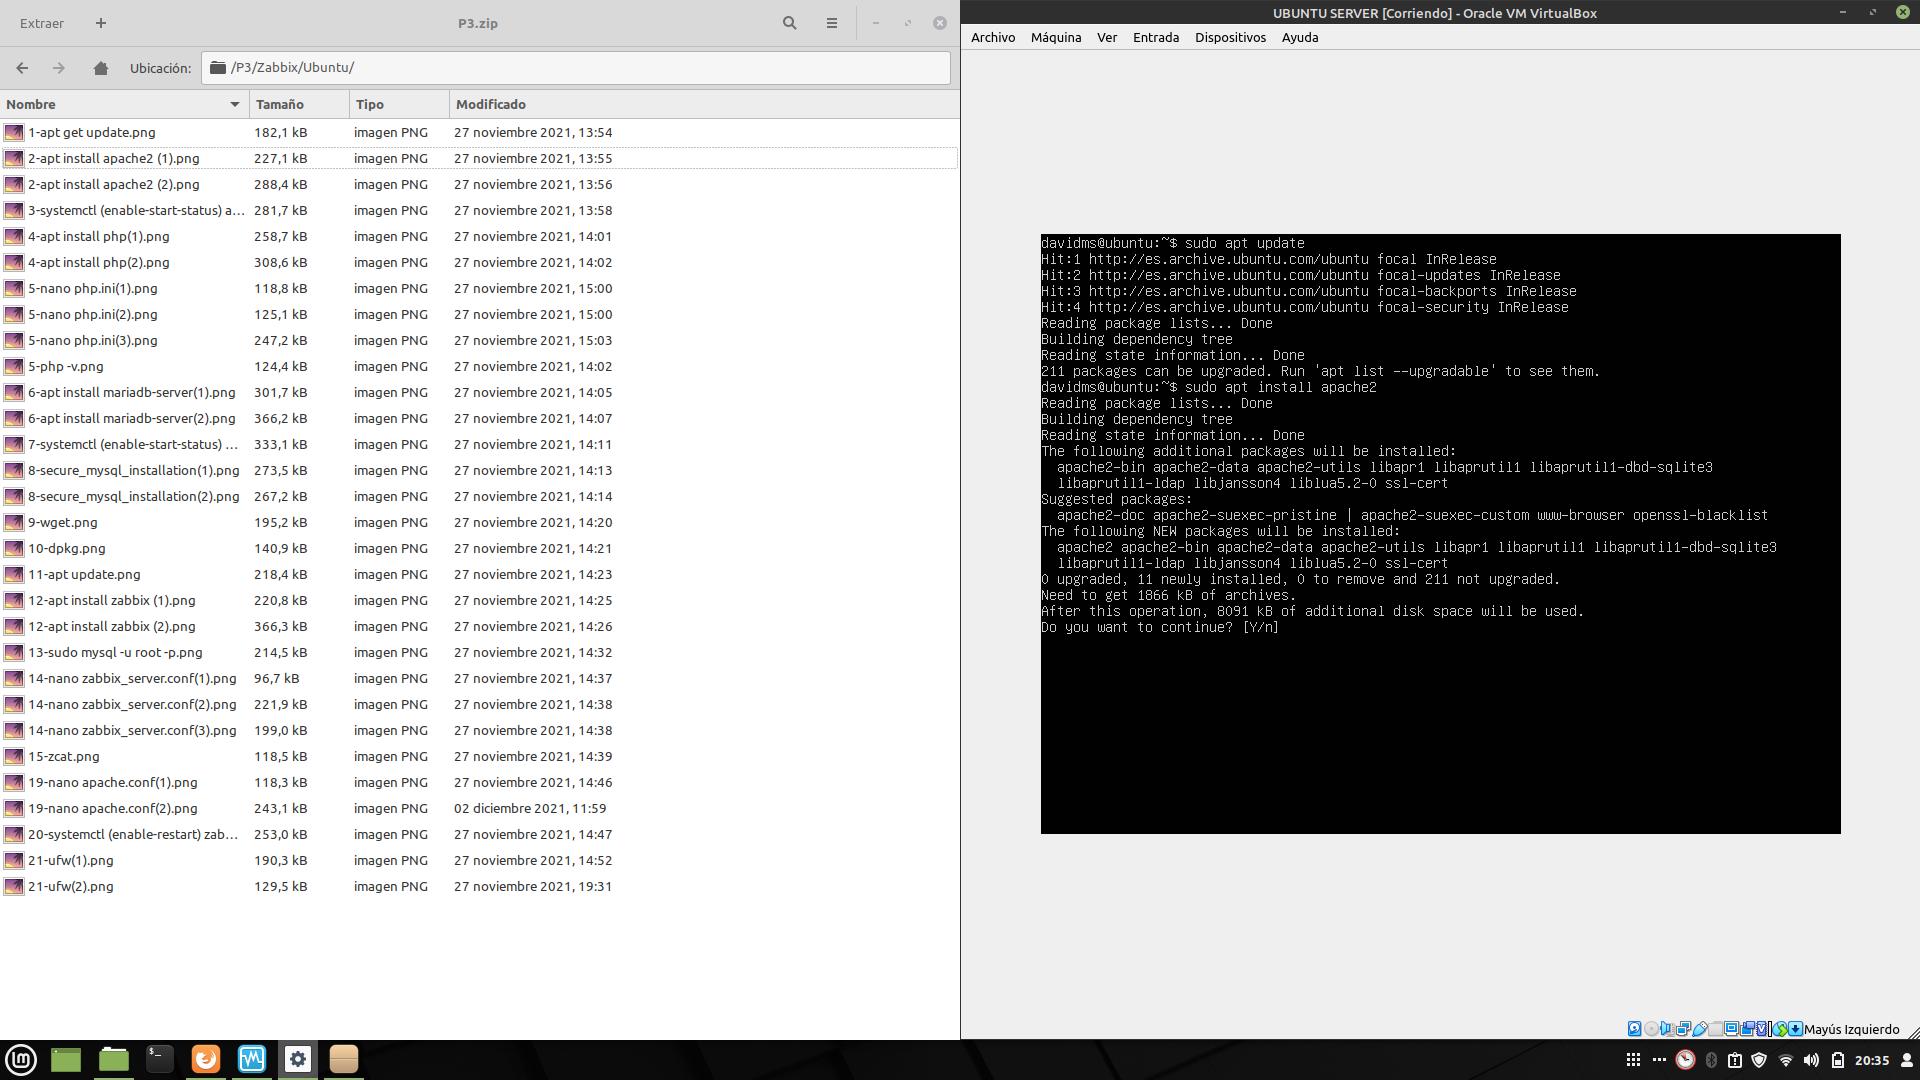 Extraer
P3.zip
Ubicación:
/P3/Zabbix/Ubuntu/
Nombre Tamaño Tipo Modificado
1-apt get update.png 182,1 kB imagen PNG 27 noviembre 2021, 13:54
2-apt install apache2 (1).png 227,1 kB imagen PNG 27 noviembre 2021, 13:55
2-apt install apache2 (2).png 288,4 kB imagen PNG 27 noviembre 2021, 13:56
3-systemctl (enable-start-status) a... 281,7 kB imagen PNG 27 noviembre 2021, 13:58
4-apt install php(1).png 258,7 kB imagen PNG 27 noviembre 2021, 14:01
4-apt install php(2).png 308,6 kB imagen PNG 27 noviembre 2021, 14:02
5-nano php.ini(1).png 118,8 kB imagen PNG 27 noviembre 2021, 15:00
5-nano php.ini(2).png 125,1 kB imagen PNG 27 noviembre 2021, 15:00
5-nano php.ini(3).png 247,2 kB imagen PNG 27 noviembre 2021, 15:03
5-php -v.png 124,4 kB imagen PNG 27 noviembre 2021, 14:02
6-apt install mariadb-server(1).png 301,7 kB imagen PNG 27 noviembre 2021, 14:05
6-apt install mariadb-server(2).png 366,2 kB imagen PNG 27 noviembre 2021, 14:07
7-systemctl (enable-start-status) ... 333,1 kB imagen PNG 27 noviembre 2021, 14:11
8-secure_mysql_installation(1).png 273,5 kB imagen PNG 27 noviembre 2021, 14:13
8-secure_mysql_installation(2).png 267,2 kB imagen PNG 27 noviembre 2021, 14:14
9-wget.png 195,2 kB imagen PNG 27 noviembre 2021, 14:20
10-dpkg.png 140,9 kB imagen PNG 27 noviembre 2021, 14:21
11-apt update.png 218,4 kB imagen PNG 27 noviembre 2021, 14:23
12-apt install zabbix (1).png 220,8 kB imagen PNG 27 noviembre 2021, 14:25
12-apt install zabbix (2).png 366,3 kB imagen PNG 27 noviembre 2021, 14:26
13-sudo mysql -u root -p.png 214,5 kB imagen PNG 27 noviembre 2021, 14:32
14-nano zabbix_server.conf(1).png 96,7 kB imagen PNG 27 noviembre 2021, 14:37
14-nano zabbix_server.conf(2).png 221,9 kB imagen PNG 27 noviembre 2021, 14:38
14-nano zabbix_server.conf(3).png 199,0 kB imagen PNG 27 noviembre 2021, 14:38
15-zcat.png 118,5 kB imagen PNG 27 noviembre 2021, 14:39
19-nano apache.conf(1).png 118,3 kB imagen PNG 27 noviembre 2021, 14:46
19-nano apache.conf(2).png 243,1 kB imagen PNG 02 diciembre 2021, 11:59
20-systemctl (enable-restart) zab... 253,0 kB imagen PNG 27 noviembre 2021, 14:47
21-ufw(1).png 190,3 kB imagen PNG 27 noviembre 2021, 14:52
21-ufw(2).png 129,5 kB imagen PNG 27 noviembre 2021, 19:31
UBUNTU SERVER [Corriendo] - Oracle VM VirtualBox
Archivo Máquina Ver Entrada Dispositivos Ayuda
davidms@ubuntu:~$ sudo apt update
Hit:1 http://es.archive.ubuntu.com/ubuntu focal InRelease
Hit:2 http://es.archive.ubuntu.com/ubuntu focal-updates InRelease
Hit:3 http://es.archive.ubuntu.com/ubuntu focal-backports InRelease
Hit:4 http://es.archive.ubuntu.com/ubuntu focal-security InRelease
Reading package lists... Done
Building dependency tree
Reading state information... Done
211 packages can be upgraded. Run 'apt list --upgradable' to see them.
davidms@ubuntu:~$ sudo apt install apache2
Reading package lists... Done
Building dependency tree
Reading state information... Done
The following additional packages will be installed:
apache2-bin apache2-data apache2-utils libapr1 libaprutil1 libaprutil1-dbd-sqlite3
libaprutil1-ldap libjansson4 liblua5.2-0 ssl-cert
Suggested packages:
apache2-doc apache2-suexec-pristine | apache2-suexec-custom www-browser openssl-blacklist
The following NEW packages will be installed:
apache2 apache2-bin apache2-data apache2-utils libapr1 libaprutil1 libaprutil1-dbd-sqlite3
libaprutil1-ldap libjansson4 liblua5.2-0 ssl-cert
0 upgraded, 11 newly installed, 0 to remove and 211 not upgraded.
Need to get 1866 kB of archives.
After this operation, 8091 kB of additional disk space will be used.
Do you want to continue? [Y/n]
Mayús Izquierdo
20:35